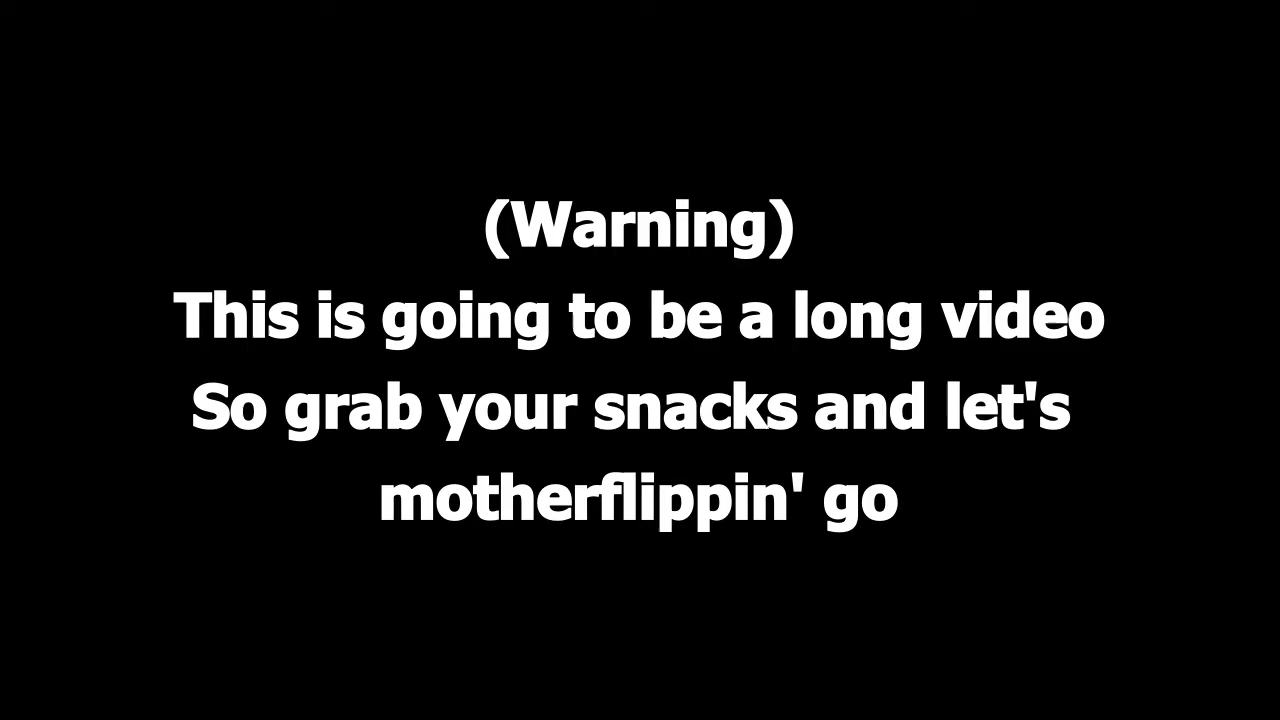 (Warning)
This is going to be a long video
So grab your snacks and let's
motherflippin' go